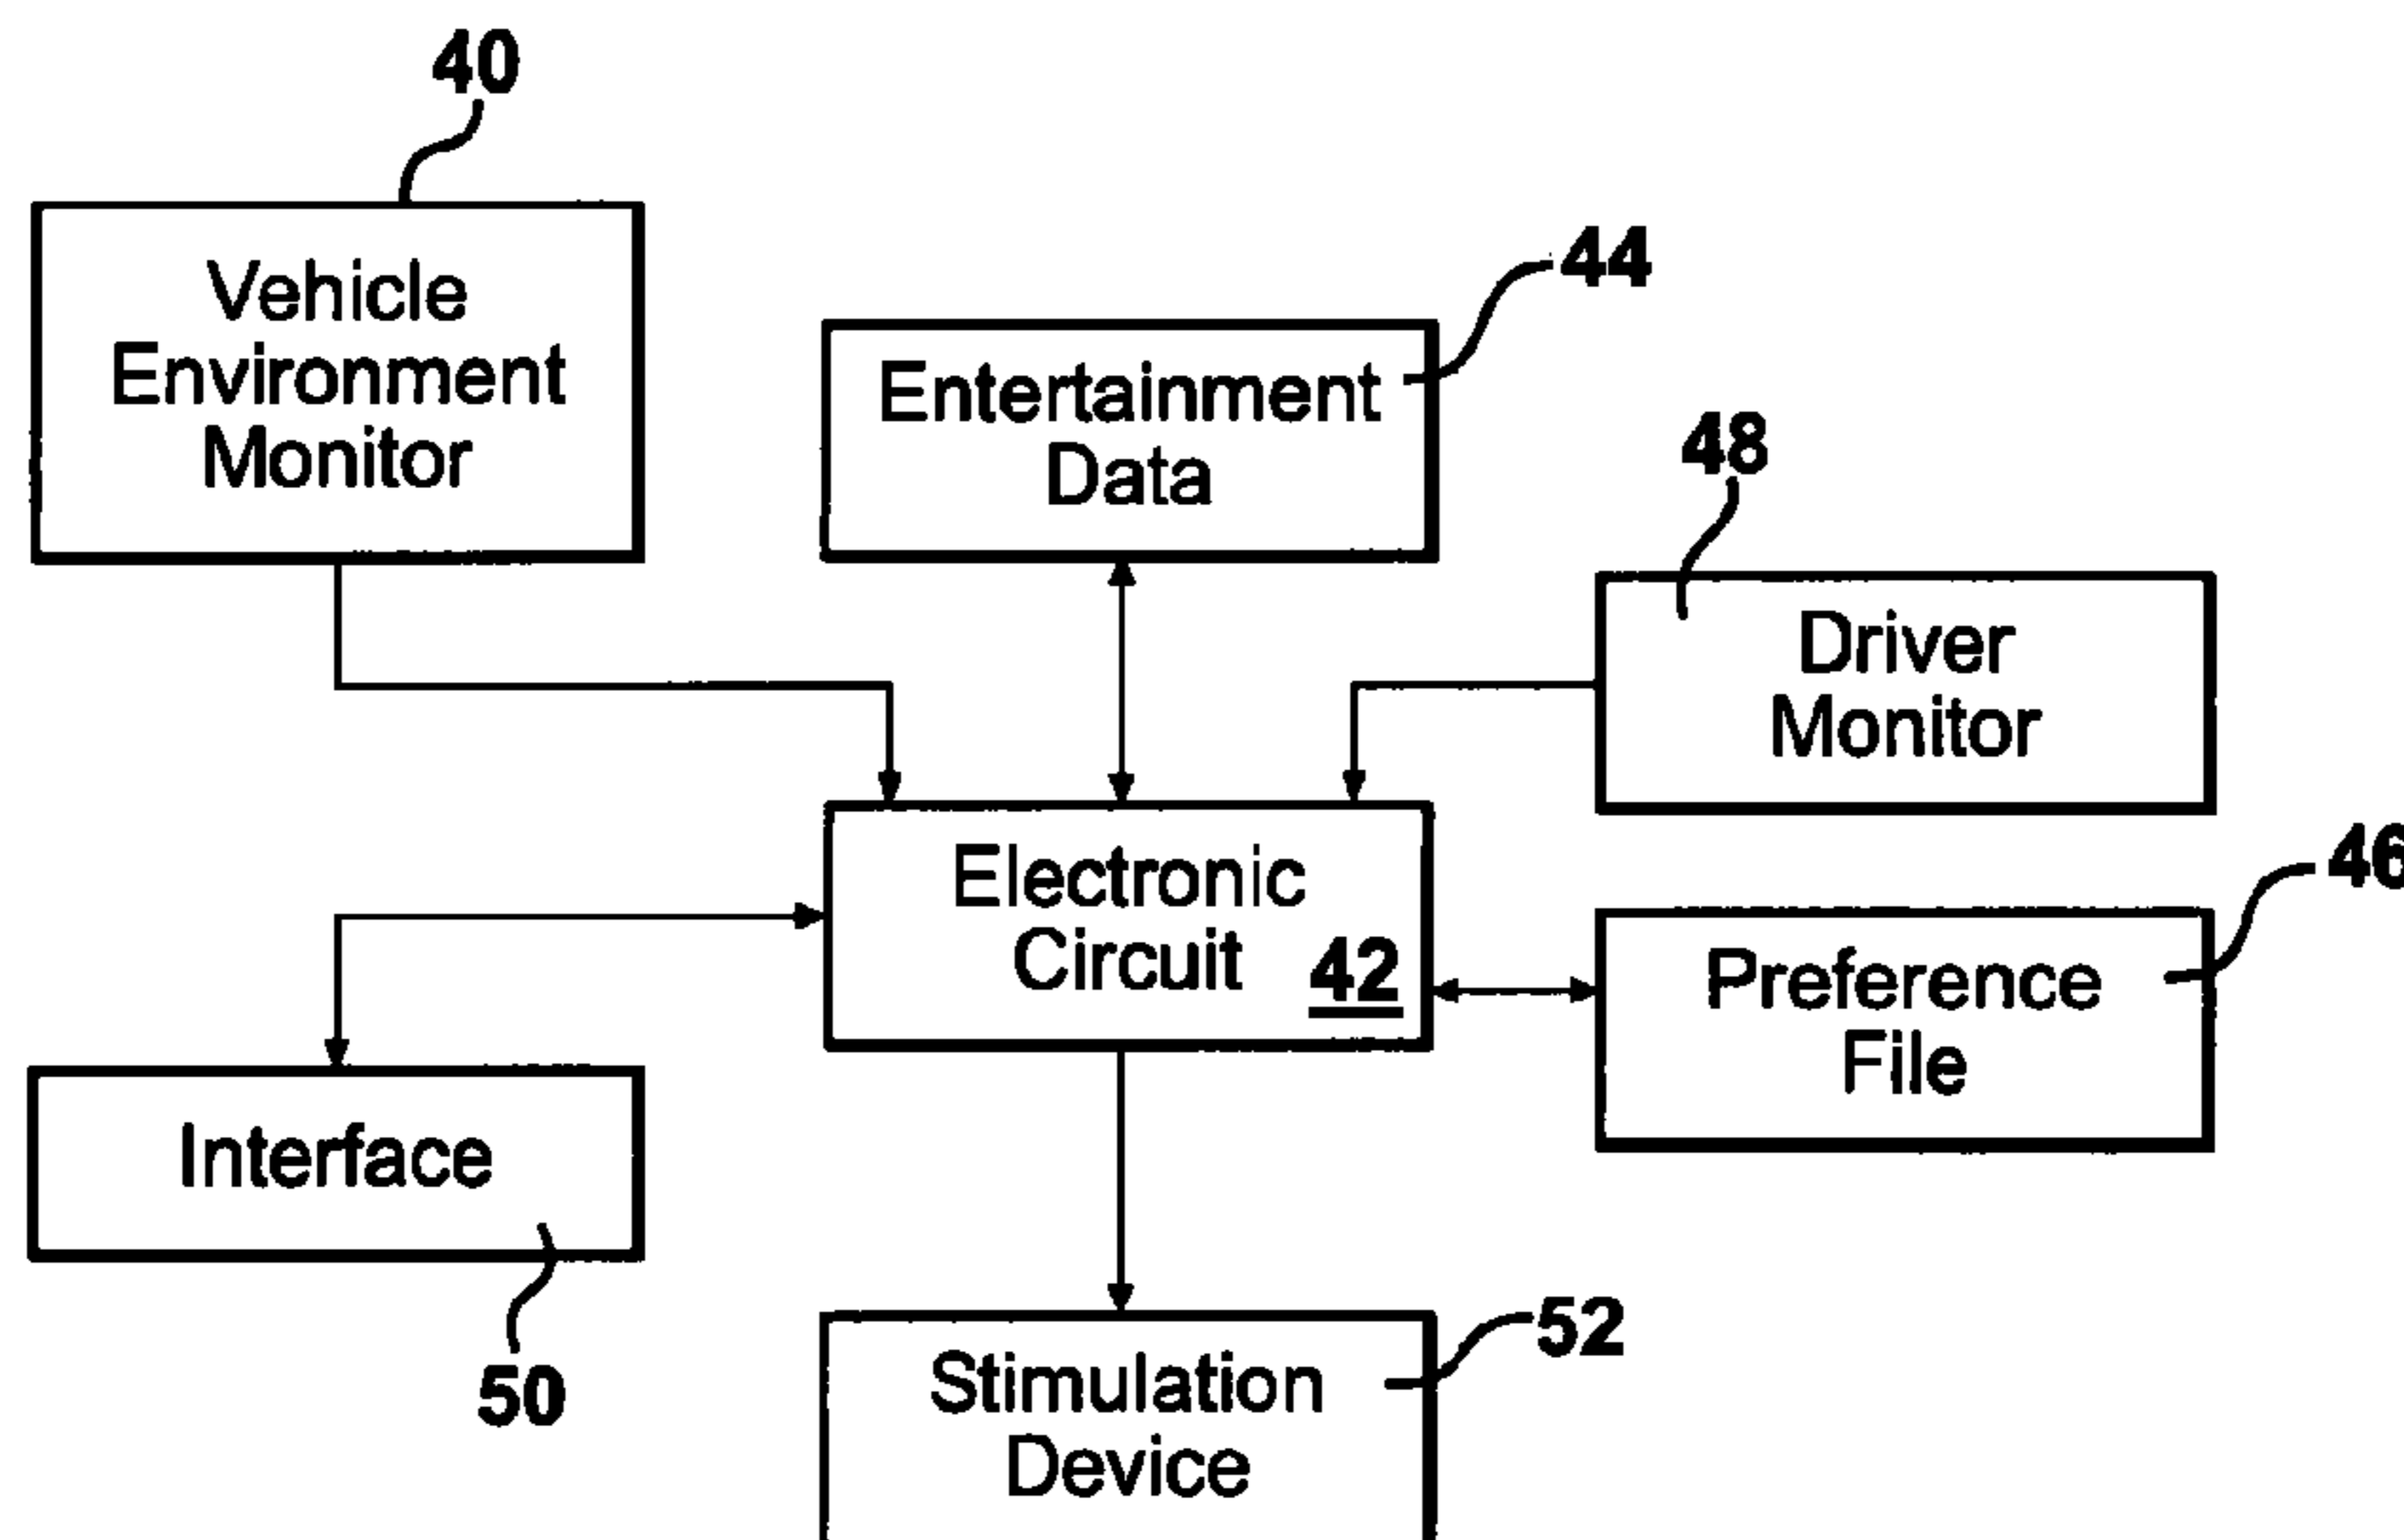 40
Vehicle
Environment
Monitor
44
Entertainment
Data
48
Driver
Monitor
Electronic
Circuit 42
46
Preference
File
Interface
50
52
Stimulation
Device